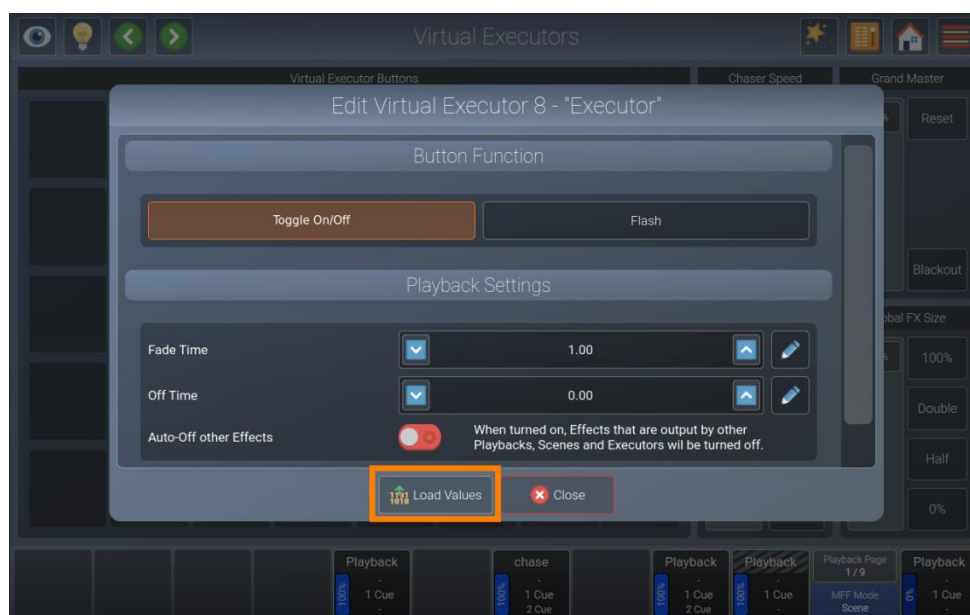 Virtual Executors
Virtual Executor Buttons
Chaser Speed
Grand Master
Edit Virtual Executor 8 - "Executor"
Reset
Button Function
Toggle On/Off
Flash
Blackout
Playback Settings
FX Size
Fade Time
1.00
100%
Off Time
0.00
Double
Auto-Off other Effects
When turned on, Effects that are output by other
Playbacks, Scenes and Executors wil be turned off.
Half
Load Values
Close
0%
Playback
-
100%
1 Cue
-
chase
-
100%
1 Cue
2 Cue
Playback
-
100%
1 Cue
2 Cue
Playback
-
100%
1 Cue
-
Playback Page
1/9
MFF Mode
Scene
Playback
-
0%
1 Cue
-